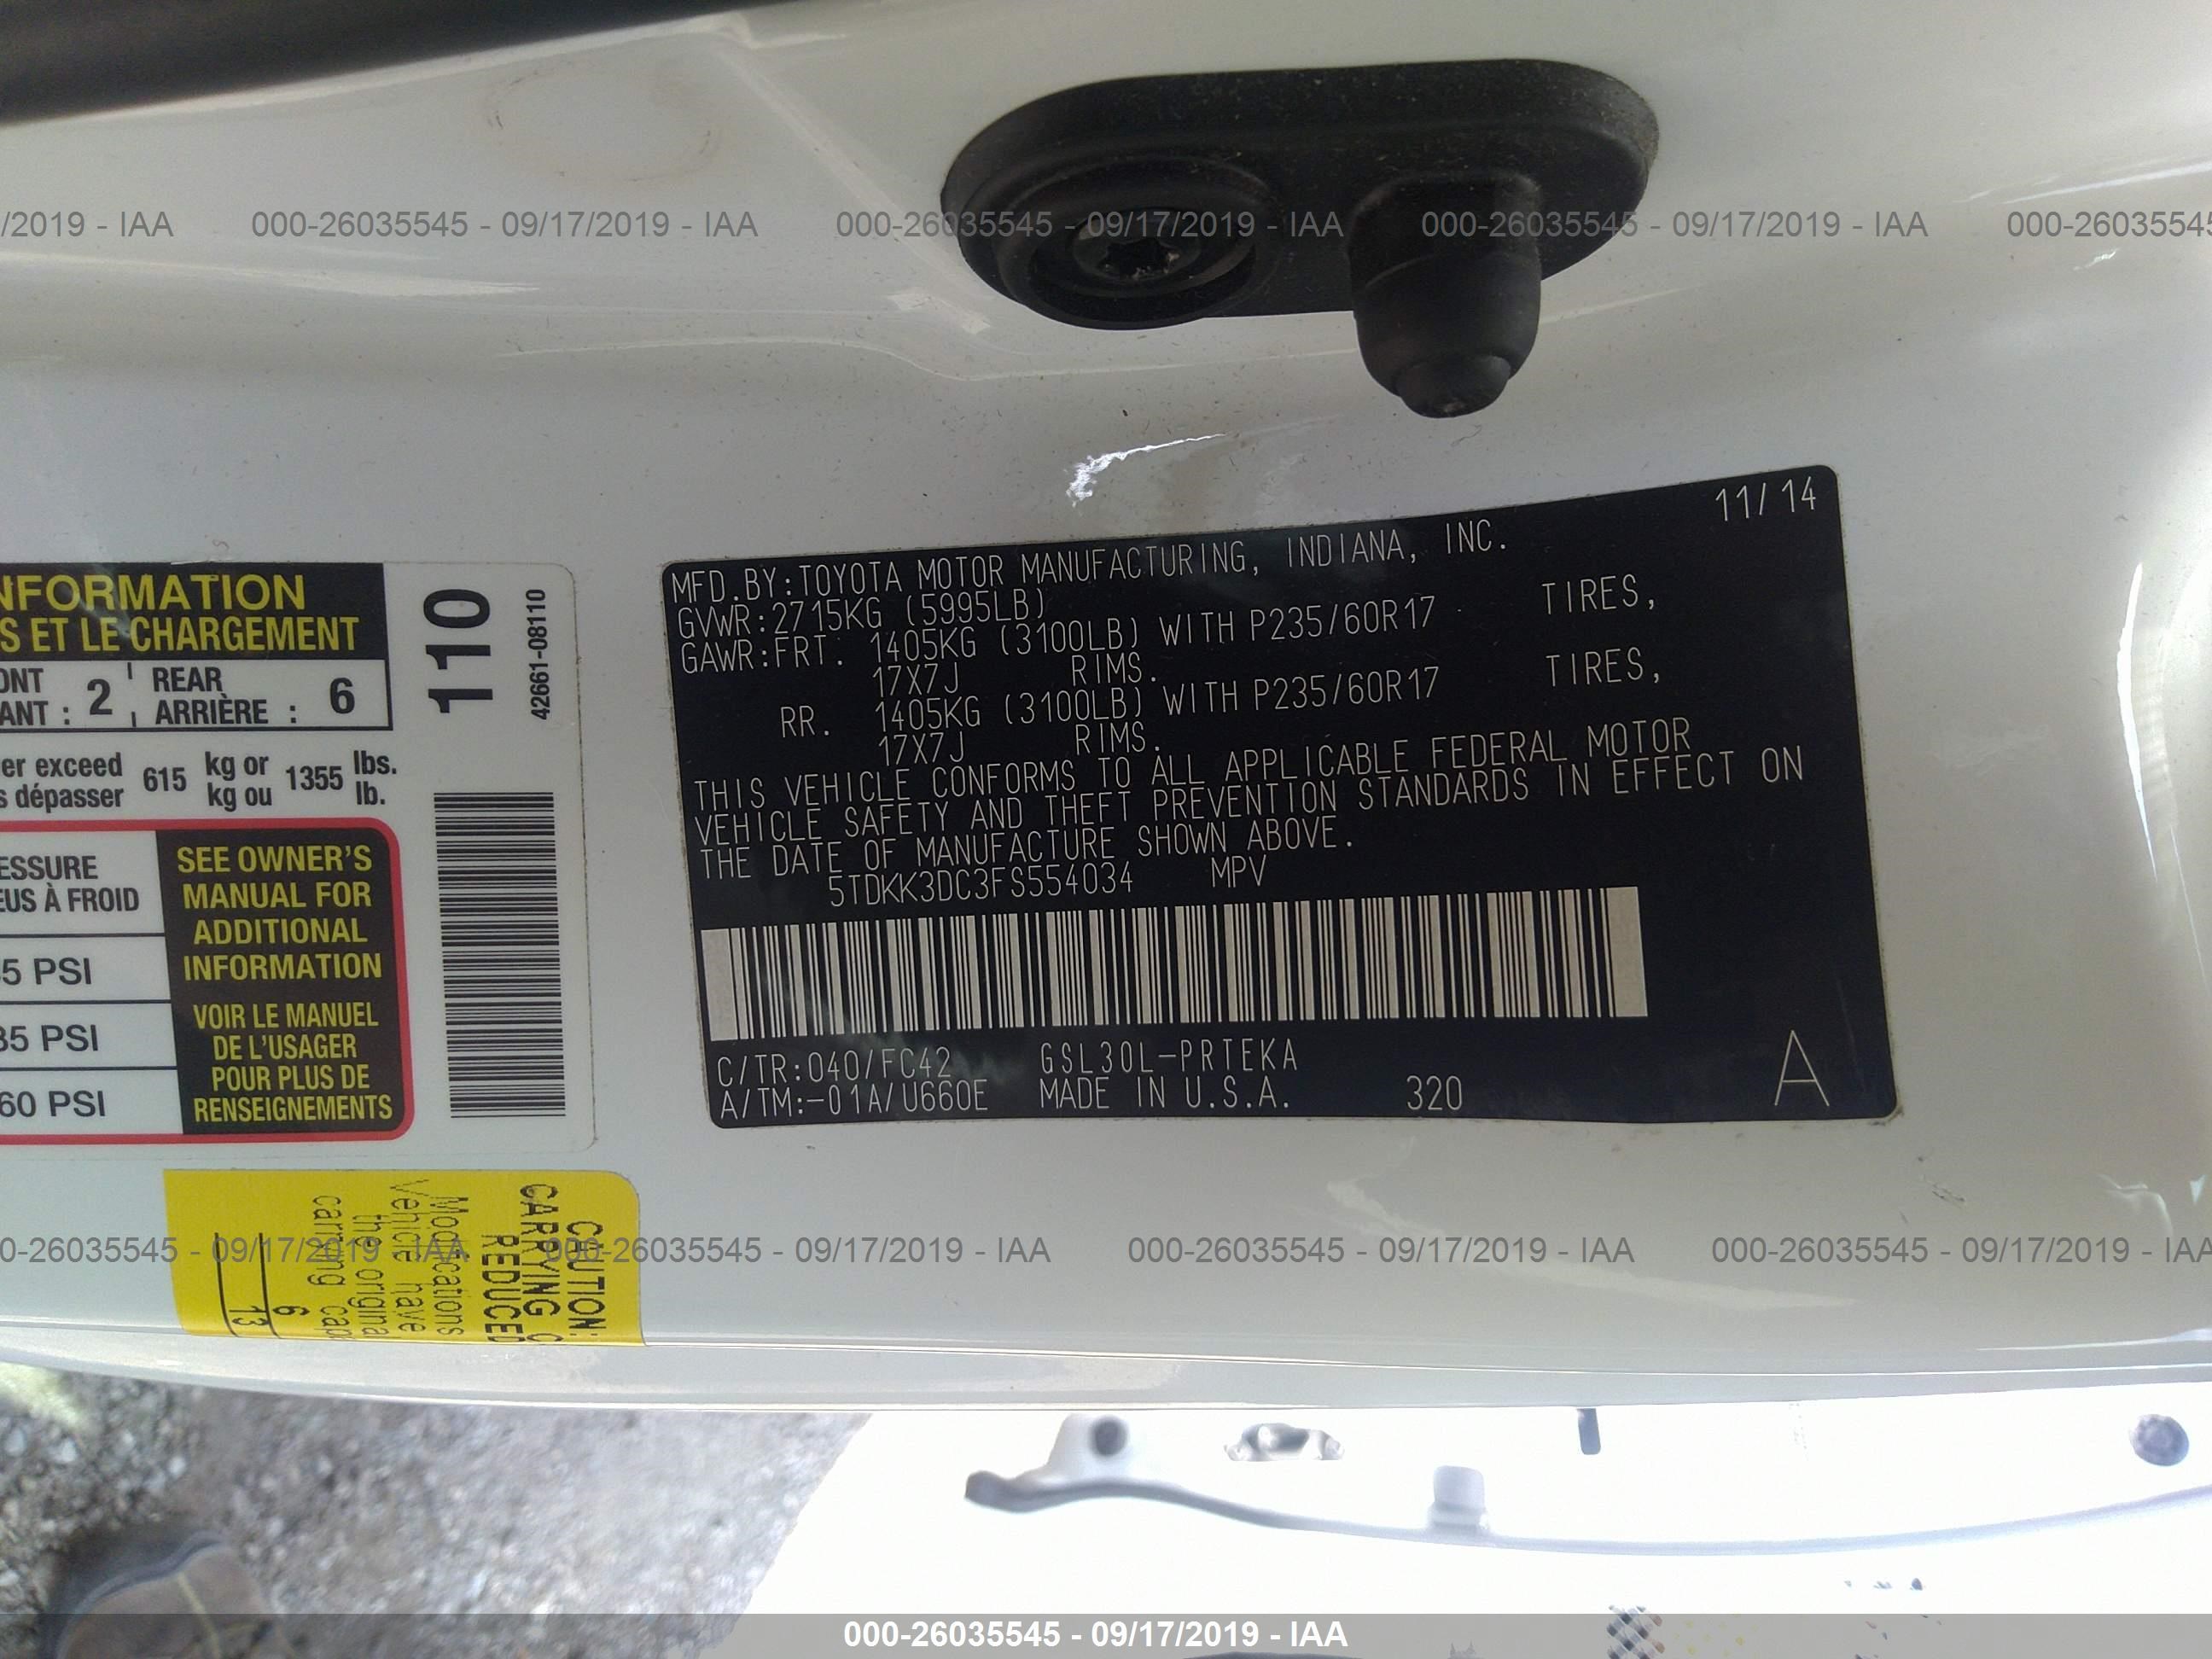 /2019 - IAA 000-26035545 - 09/17/2019 - IAA 000-26035545 - 09/17/2019 - IAA 000-26035545 - 09/17/2019 - IAA 000-2603554
11/14
MFD.BY:TOYOTA MOTOR MANUFACTURING, INDIANA, INC.
GVWR:2715KG (5995LB)
GAWR:FRT. 1405KG (3100LB) WITH P235/60R17 TIRES,
17X7J RIMS.
RR. 1405KG (3100LB) WITH P235/60R17 TIRES,
17X7J RIMS.
THIS VEHICLE CONFORMS TO ALL APPLICABLE FEDERAL MOTOR
VEHICLE SAFETY AND THEFT PREVENTION STANDARDS IN EFFECT ON
THE DATE OF MANUFACTURE SHOWN ABOVE.
5TDKK3DC3FS554034 MPV
C/TR:040/FC42 GSL30L-PRTEKA
A/TM:-01A/U660E MADE IN U.S.A. 320
A
NFORMATION
S ET LE CHARGEMENT
ONT 2 REAR 6
ANT : ARRIÈRE :
er exceed 615 kg or 1355 lbs.
s dépasser kg ou lb.
ESSURE
EUS À FROID
5 PSI
35 PSI
60 PSI
SEE OWNER'S
MANUAL FOR
ADDITIONAL
INFORMATION
VOIR LE MANUEL
DE L'USAGER
POUR PLUS DE
RENSEIGNEMENTS
110
42661-08110
CAUTION:
CARRYING C
REDUCED
Modifications
vehicle have
the origina
carrying cap
6
13
0-26035545 - 09/17/2019 - IAA 000-26035545 - 09/17/2019 - IAA 000-26035545 - 09/17/2019 - IAA 000-26035545 - 09/17/2019 - IAA
000-26035545 - 09/17/2019 - IAA